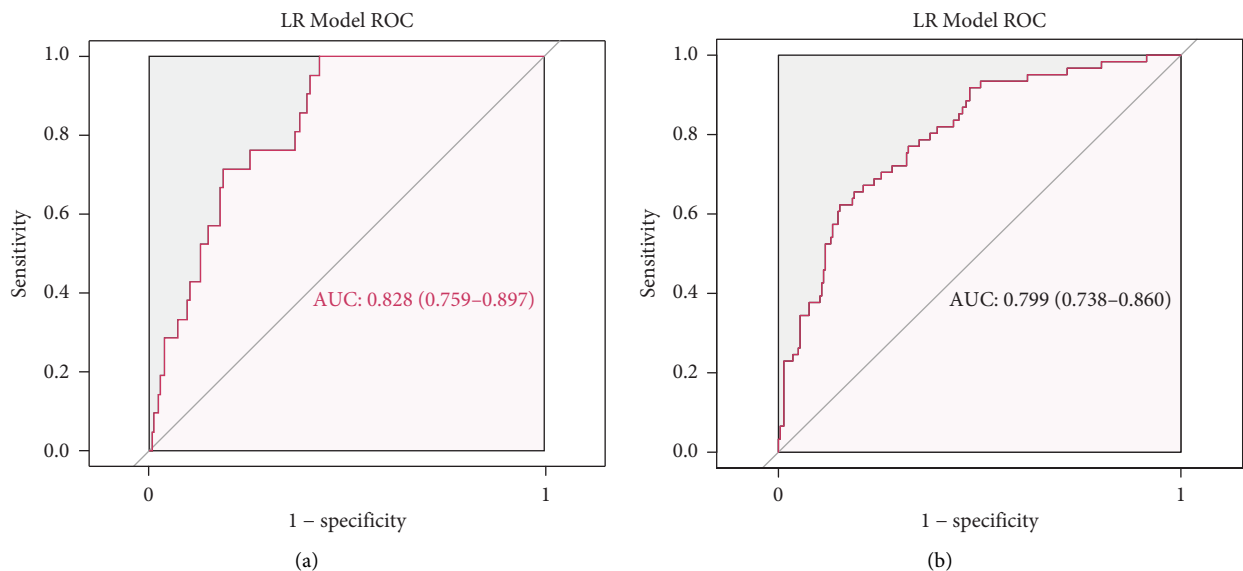 LR Model ROC
1.0
0.8
0.6
0.4
0.2
0.0
Sensitivity
AUC: 0.828 (0.759–0.897)
0
1
1 − specificity
(a)
LR Model ROC
1.0
0.8
0.6
0.4
0.2
0.0
Sensitivity
AUC: 0.799 (0.738–0.860)
0
1
1 − specificity
(b)